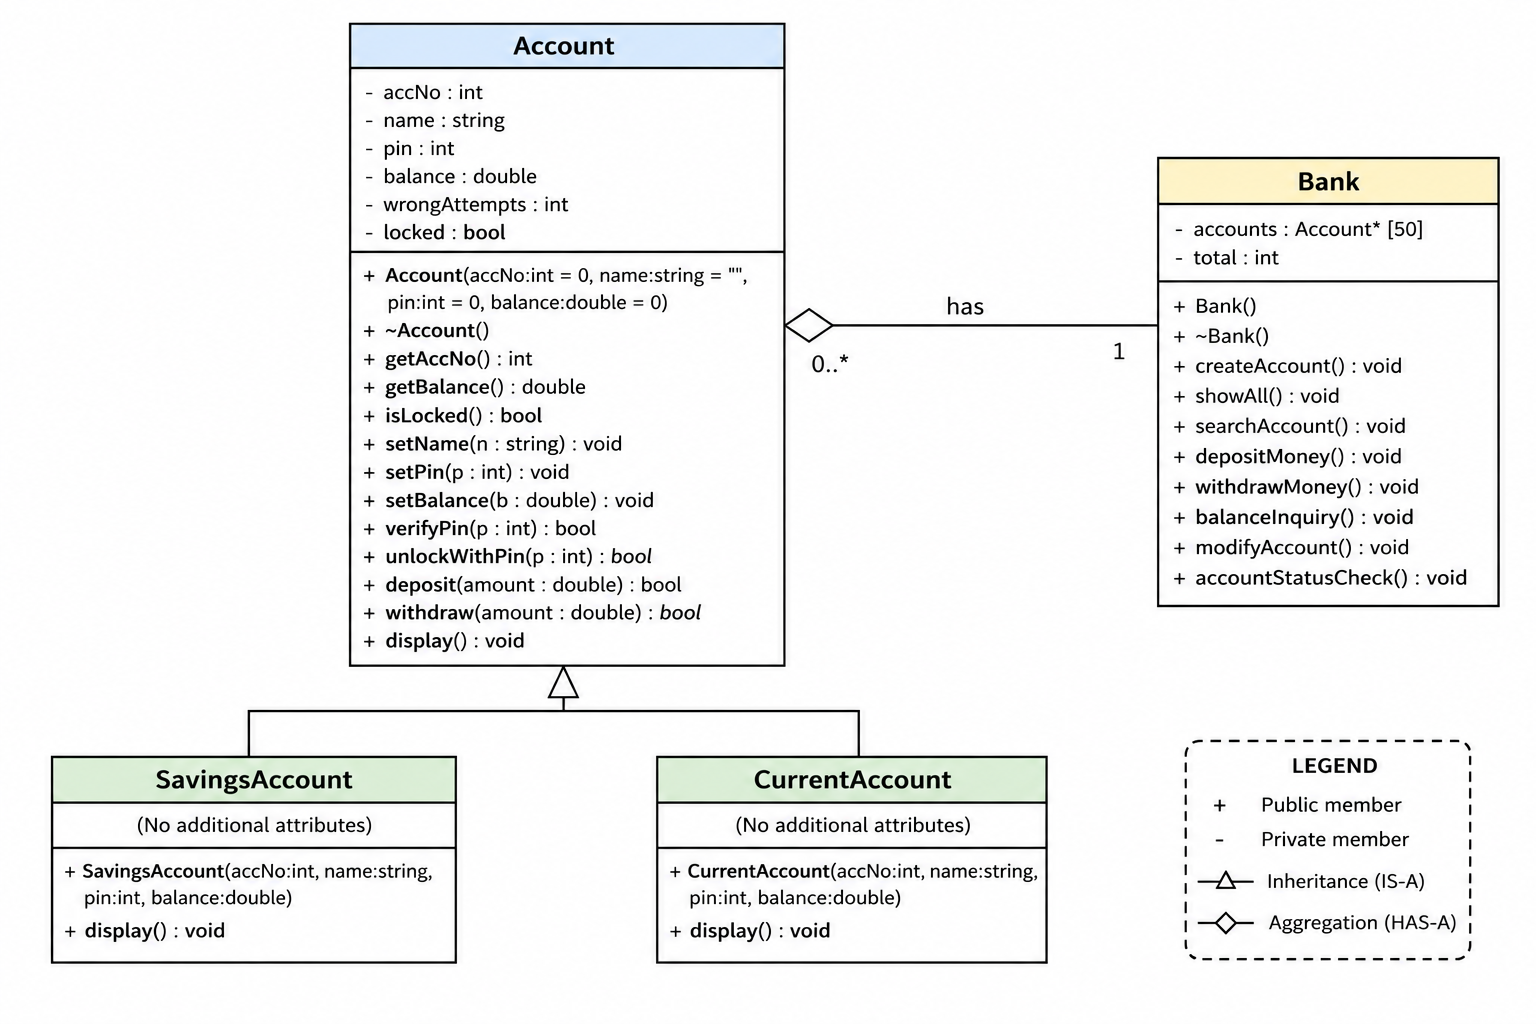 Account
- accNo : int
- name : string
- pin : int
- balance : double
- wrongAttempts : int
- locked : bool
+ Account(accNo:int = 0, name:string = "",
pin:int = 0, balance:double = 0)
+ ~Account()
+ getAccNo() : int
+ getBalance() : double
+ isLocked() : bool
+ setName(n : string) : void
+ setPin(p : int) : void
+ setBalance(b : double) : void
+ verifyPin(p : int) : bool
+ unlockWithPin(p : int) : bool
+ deposit(amount : double) : bool
+ withdraw(amount : double) : bool
+ display() : void
has
0..*
1
Bank
- accounts : Account* [50]
- total : int
+ Bank()
+ ~Bank()
+ createAccount() : void
+ showAll() : void
+ searchAccount() : void
+ depositMoney() : void
+ withdrawMoney() : void
+ balanceInquiry() : void
+ modifyAccount() : void
+ accountStatusCheck() : void
SavingsAccount
(No additional attributes)
+ SavingsAccount(accNo:int, name:string,
pin:int, balance:double)
+ display() : void
CurrentAccount
(No additional attributes)
+ CurrentAccount(accNo:int, name:string,
pin:int, balance:double)
+ display() : void
LEGEND
+ Public member
- Private member
Inheritance (IS-A)
Aggregation (HAS-A)